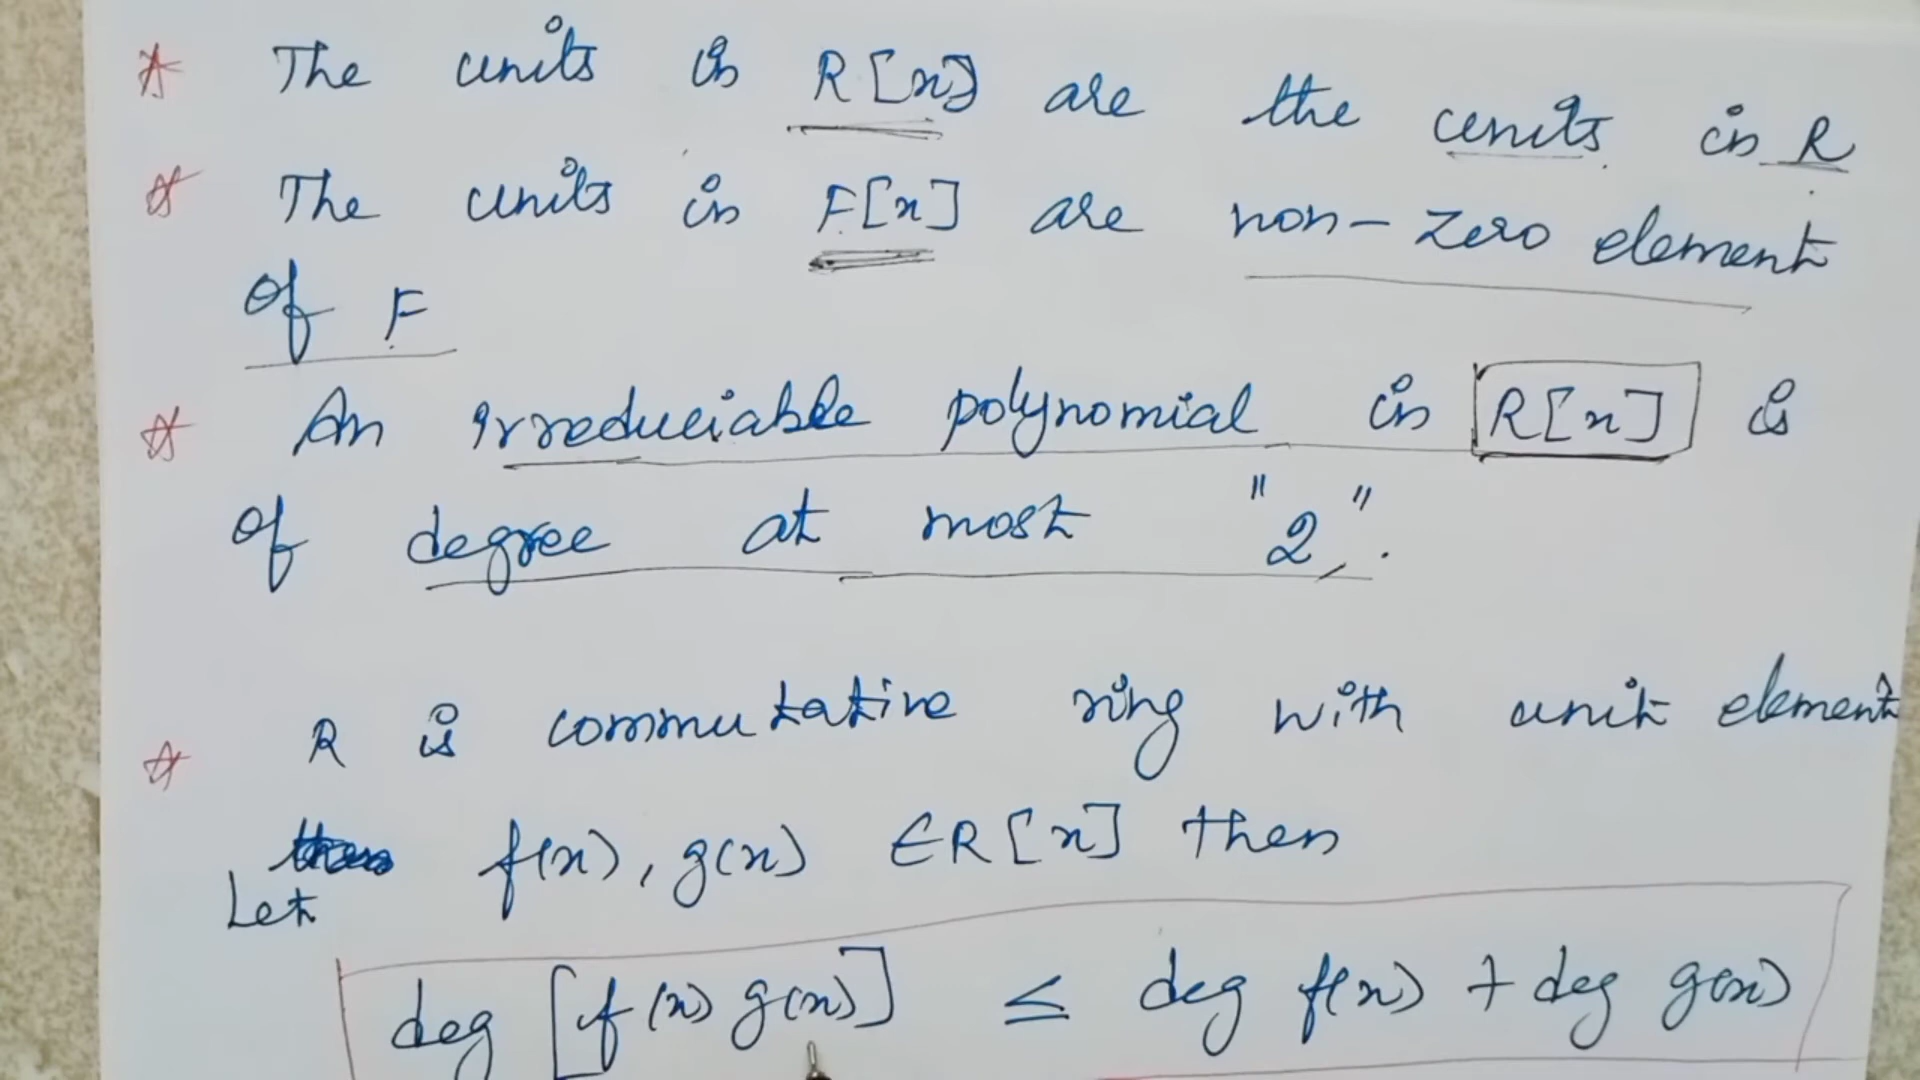 ☆ The units in R[x] are the units in R
☆ The units in F[x] are non-zero element
of F
☆ An irreduciable polynomial in R[x] is
of degree at most "2".
☆ R is commutative ring with unit element
Let f(x), g(x) ∈ R[x] then
deg [f(x) g(x)] ≤ deg f(x) + deg g(x)